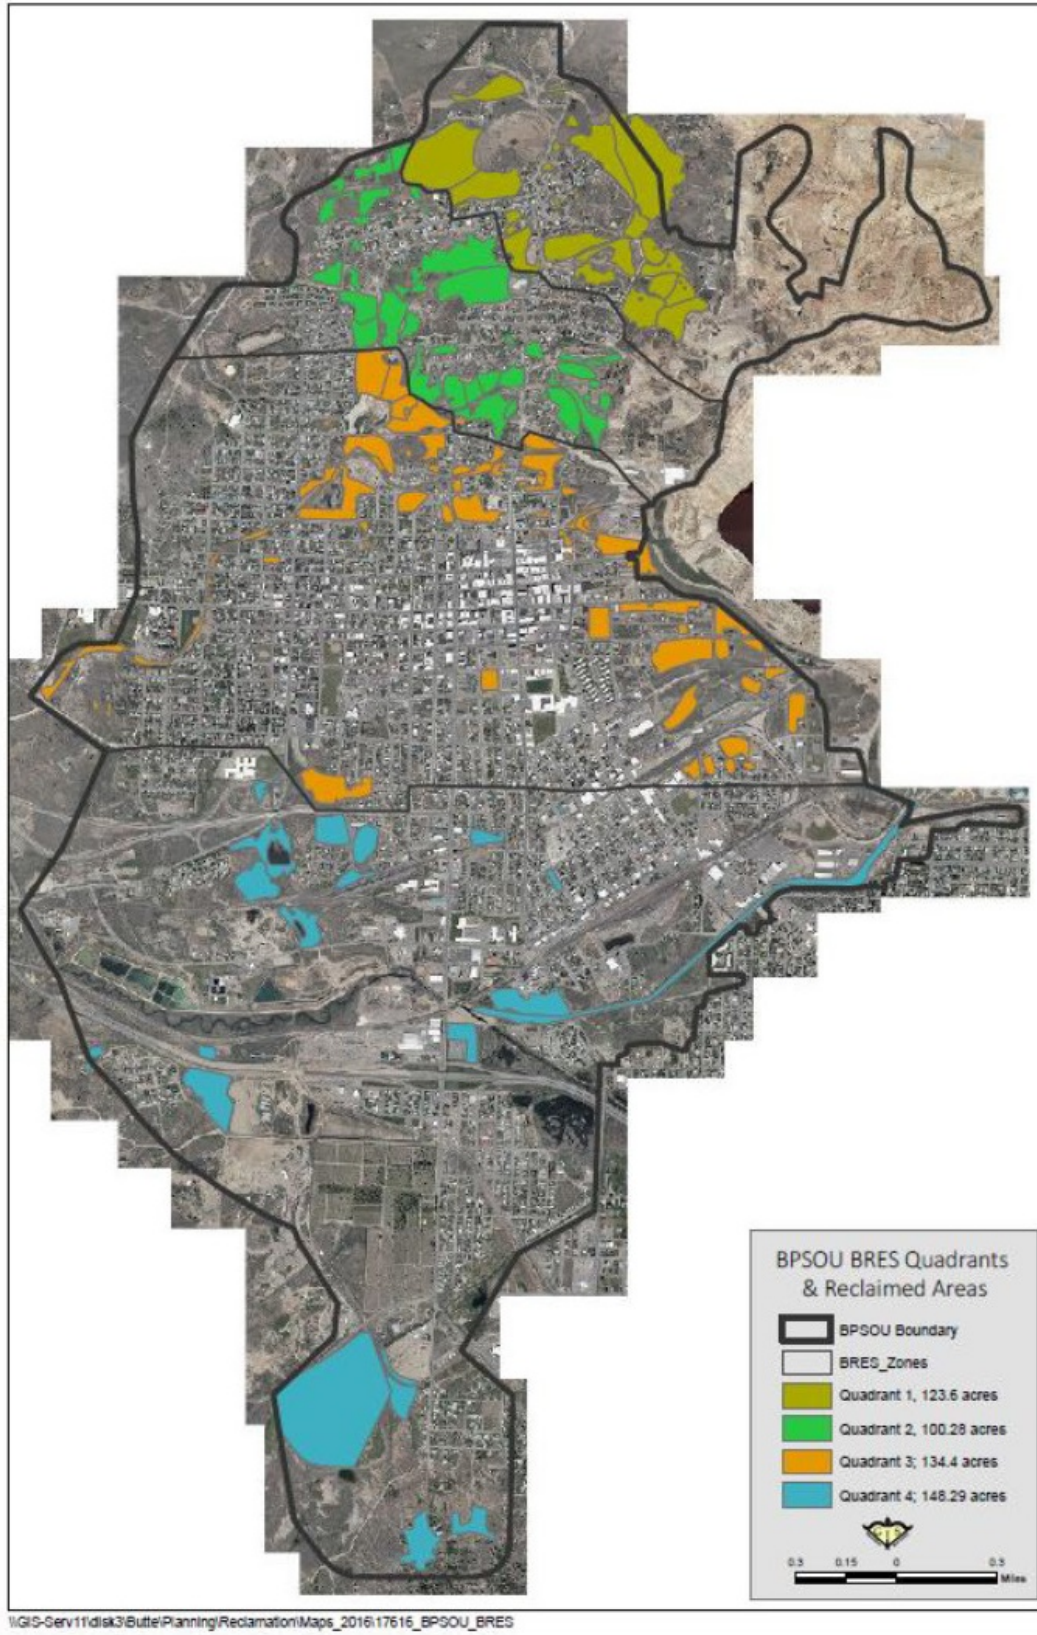 BPSOU BRES Quadrants
& Reclaimed Areas
BPSOU Boundary
BRES_Zones
Quadrant 1, 123.6 acres
Quadrant 2, 100.28 acres
Quadrant 3; 134.4 acres
Quadrant 4; 148.29 acres
GIS
0.3 0.15 0 0.3
Miles
\\GIS-Serv11\disk3\Butte\Planning\Reclamation\Maps_2016\17616_BPSOU_BRES